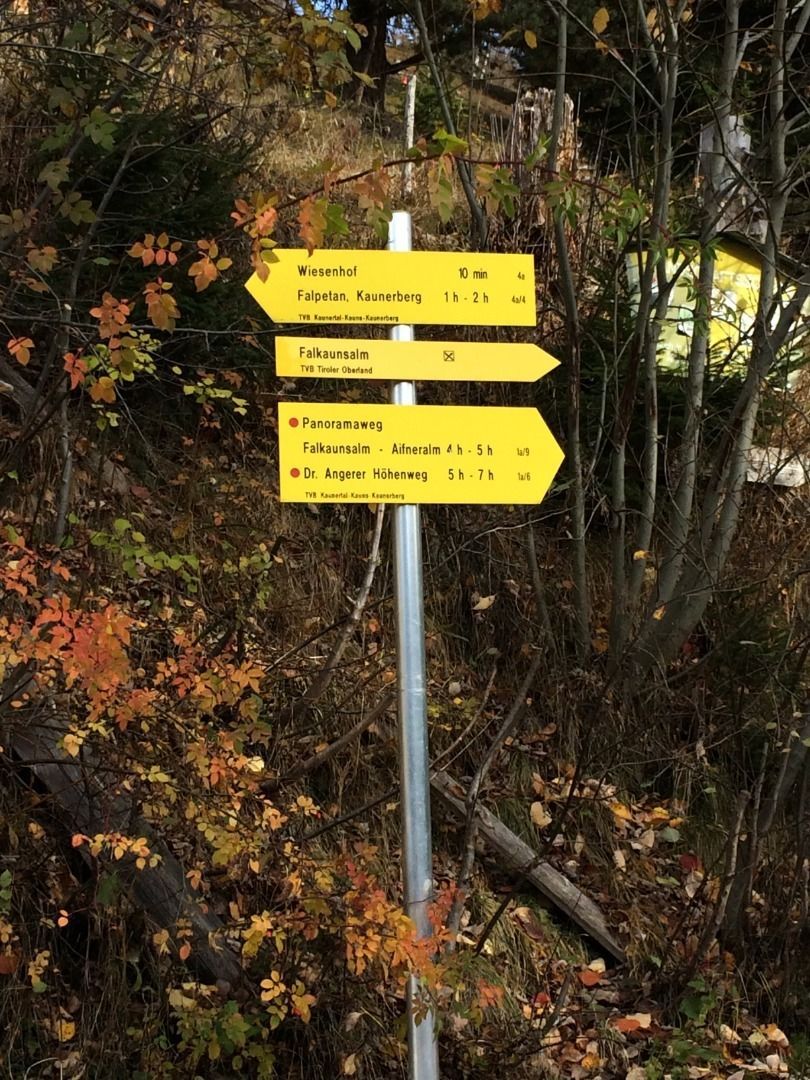 Wiesenhof 10 min 4a
Falpetan, Kaunerberg 1 h - 2 h 4a/4
TVB Kaunertal-Kauns-Kaunerberg
Falkaunsalm
TVB Tiroler Oberland
Panoramaweg
Falkaunsalm - Aifneralm 4 h - 5 h 1a/9
Dr. Angerer Höhenweg 5 h - 7 h 1a/6
TVB Kaunertal-Kauns-Kaunerberg